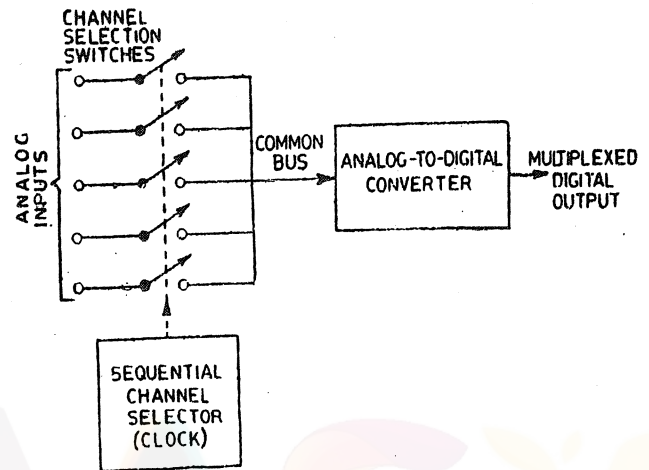 CHANNEL
SELECTION
SWITCHES
ANALOG
INPUTS
COMMON
BUS
ANALOG-TO-DIGITAL
CONVERTER
MULTIPLEXED
DIGITAL
OUTPUT
SEQUENTIAL
CHANNEL
SELECTOR
(CLOCK)